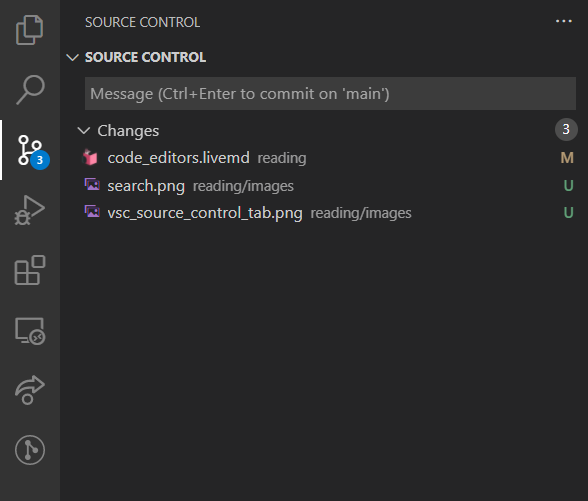 SOURCE CONTROL ···
SOURCE CONTROL
Message (Ctrl+Enter to commit on 'main')
Changes 3
code_editors.livemd reading M
search.png reading/images U
vsc_source_control_tab.png reading/images U
3